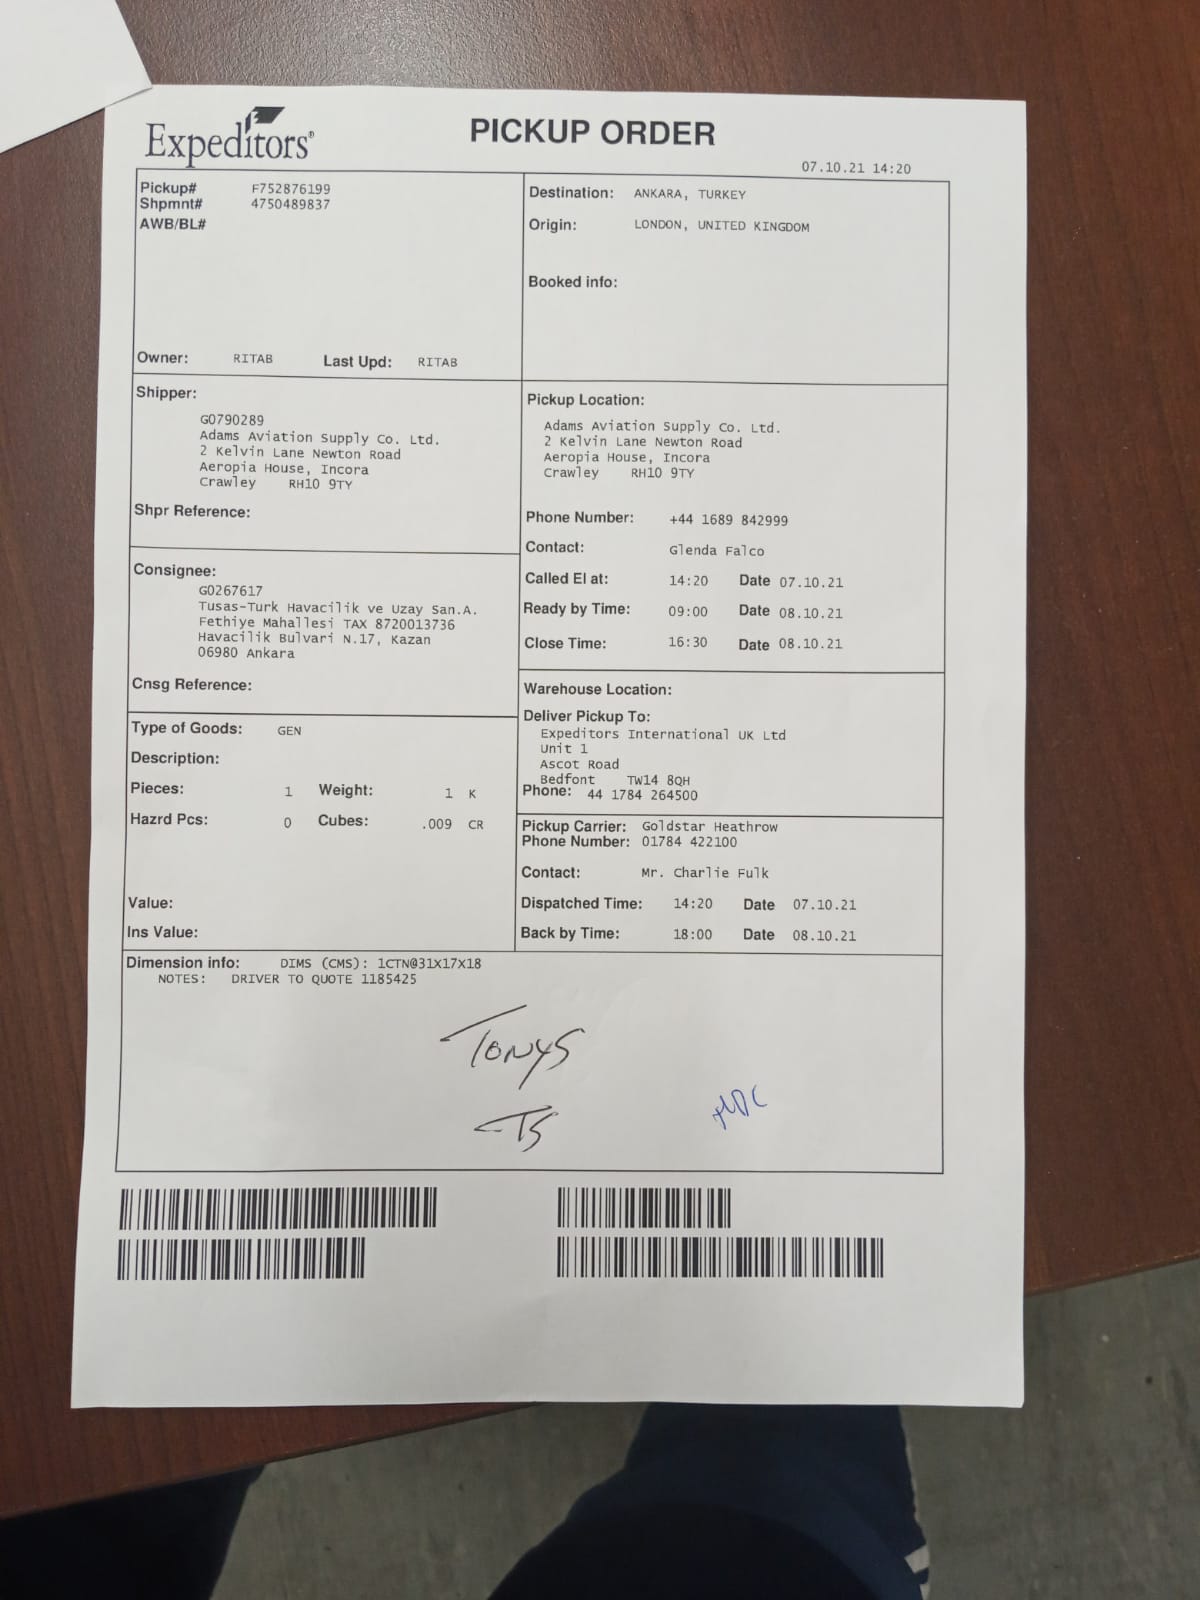 Expeditors®
PICKUP ORDER
07.10.21 14:20
Pickup# F752876199
Shpmnt# 4750489837
AWB/BL#
Owner: RITAB Last Upd: RITAB
Destination: ANKARA, TURKEY
Origin: LONDON, UNITED KINGDOM
Booked info:
Shipper:
G0790289
Adams Aviation Supply Co. Ltd.
2 Kelvin Lane Newton Road
Aeropia House, Incora
Crawley RH10 9TY
Shpr Reference:
Pickup Location:
Adams Aviation Supply Co. Ltd.
2 Kelvin Lane Newton Road
Aeropia House, Incora
Crawley RH10 9TY
Phone Number: +44 1689 842999
Contact: Glenda Falco
Called EI at: 14:20 Date 07.10.21
Ready by Time: 09:00 Date 08.10.21
Close Time: 16:30 Date 08.10.21
Consignee:
G0267617
Tusas-Turk Havacilik ve Uzay San.A.
Fethiye Mahallesi TAX 8720013736
Havacilik Bulvari N.17, Kazan
06980 Ankara
Cnsg Reference:
Warehouse Location:
Deliver Pickup To:
Expeditors International UK Ltd
Unit 1
Ascot Road
Bedfont TW14 8QH
Phone: 44 1784 264500
Type of Goods: GEN
Description:
Pieces: 1 Weight: 1 K
Hazrd Pcs: 0 Cubes: .009 CR
Value:
Ins Value:
Pickup Carrier: Goldstar Heathrow
Phone Number: 01784 422100
Contact: Mr. Charlie Fulk
Dispatched Time: 14:20 Date 07.10.21
Back by Time: 18:00 Date 08.10.21
Dimension info: DIMS (CMS): 1CTN@31X17X18
NOTES: DRIVER TO QUOTE 1185425
TONYS
TS